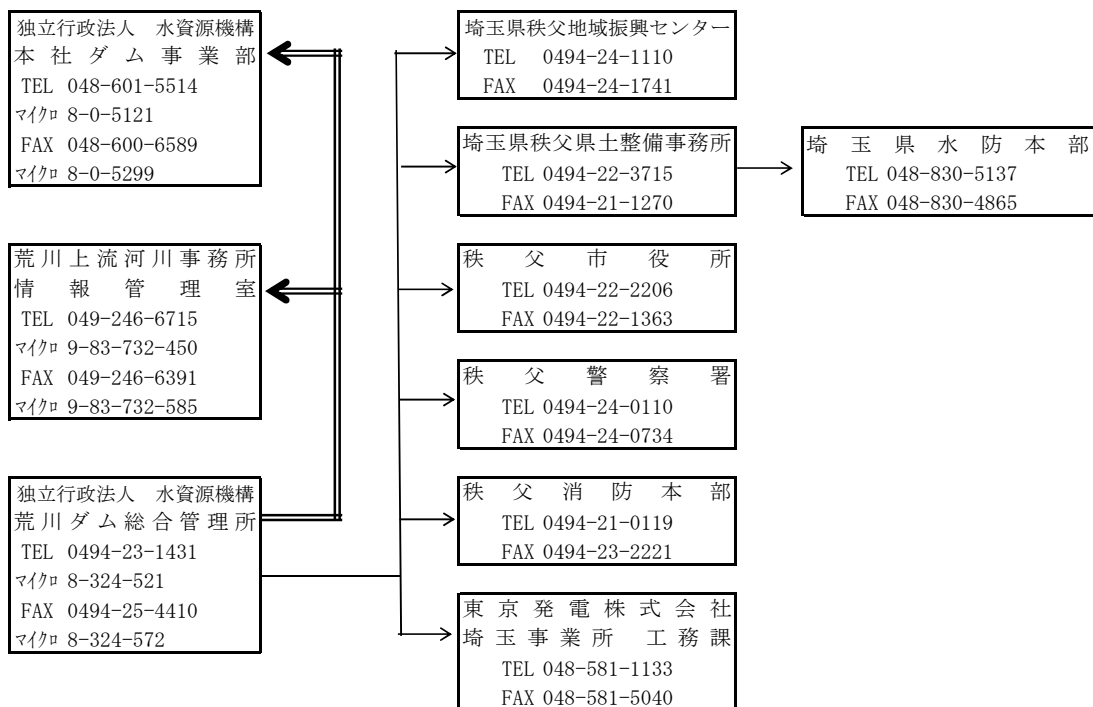 独立行政法人　水資源機構
本社ダム事業部
TEL 048-601-5514
ﾏｲｸﾛ 8-0-5121
FAX 048-600-6589
ﾏｲｸﾛ 8-0-5299
荒川上流河川事務所
情報管理室
TEL 049-246-6715
ﾏｲｸﾛ 9-83-732-450
FAX 049-246-6391
ﾏｲｸﾛ 9-83-732-585
独立行政法人　水資源機構
荒川ダム総合管理所
TEL 0494-23-1431
ﾏｲｸﾛ 8-324-521
FAX 0494-25-4410
ﾏｲｸﾛ 8-324-572
埼玉県秩父地域振興センター
TEL 0494-24-1110
FAX 0494-24-1741
埼玉県秩父県土整備事務所
TEL 0494-22-3715
FAX 0494-21-1270
埼玉県水防本部
TEL 048-830-5137
FAX 048-830-4865
秩父市役所
TEL 0494-22-2206
FAX 0494-22-1363
秩父警察署
TEL 0494-24-0110
FAX 0494-24-0734
秩父消防本部
TEL 0494-21-0119
FAX 0494-23-2221
東京発電株式会社
埼玉事業所　工務課
TEL 048-581-1133
FAX 048-581-5040